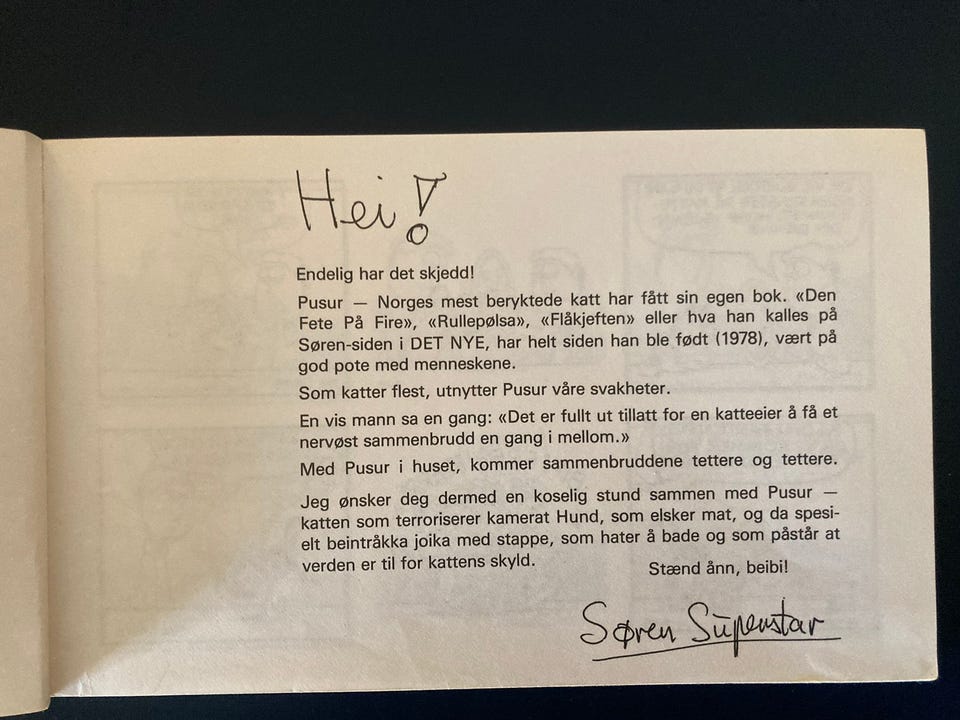 Hei!
Endelig har det skjedd!
Pusur — Norges mest beryktede katt har fått sin egen bok. «Den
Fete På Fire», «Rullepølsa», «Flåkjeften» eller hva han kalles på
Søren-siden i DET NYE, har helt siden han ble født (1978), vært på
god pote med menneskene.
Som katter flest, utnytter Pusur våre svakheter.
En vis mann sa en gang: «Det er fullt ut tillatt for en katteeier å få et
nervøst sammenbrudd en gang i mellom.»
Med Pusur i huset, kommer sammenbruddene tettere og tettere.
Jeg ønsker deg dermed en koselig stund sammen med Pusur —
katten som terroriserer kamerat Hund, som elsker mat, og da spesi-
elt beintråkka joika med stappe, som hater å bade og som påstår at
verden er til for kattens skyld.
Stænd ånn, beibi!
Søren Superstar